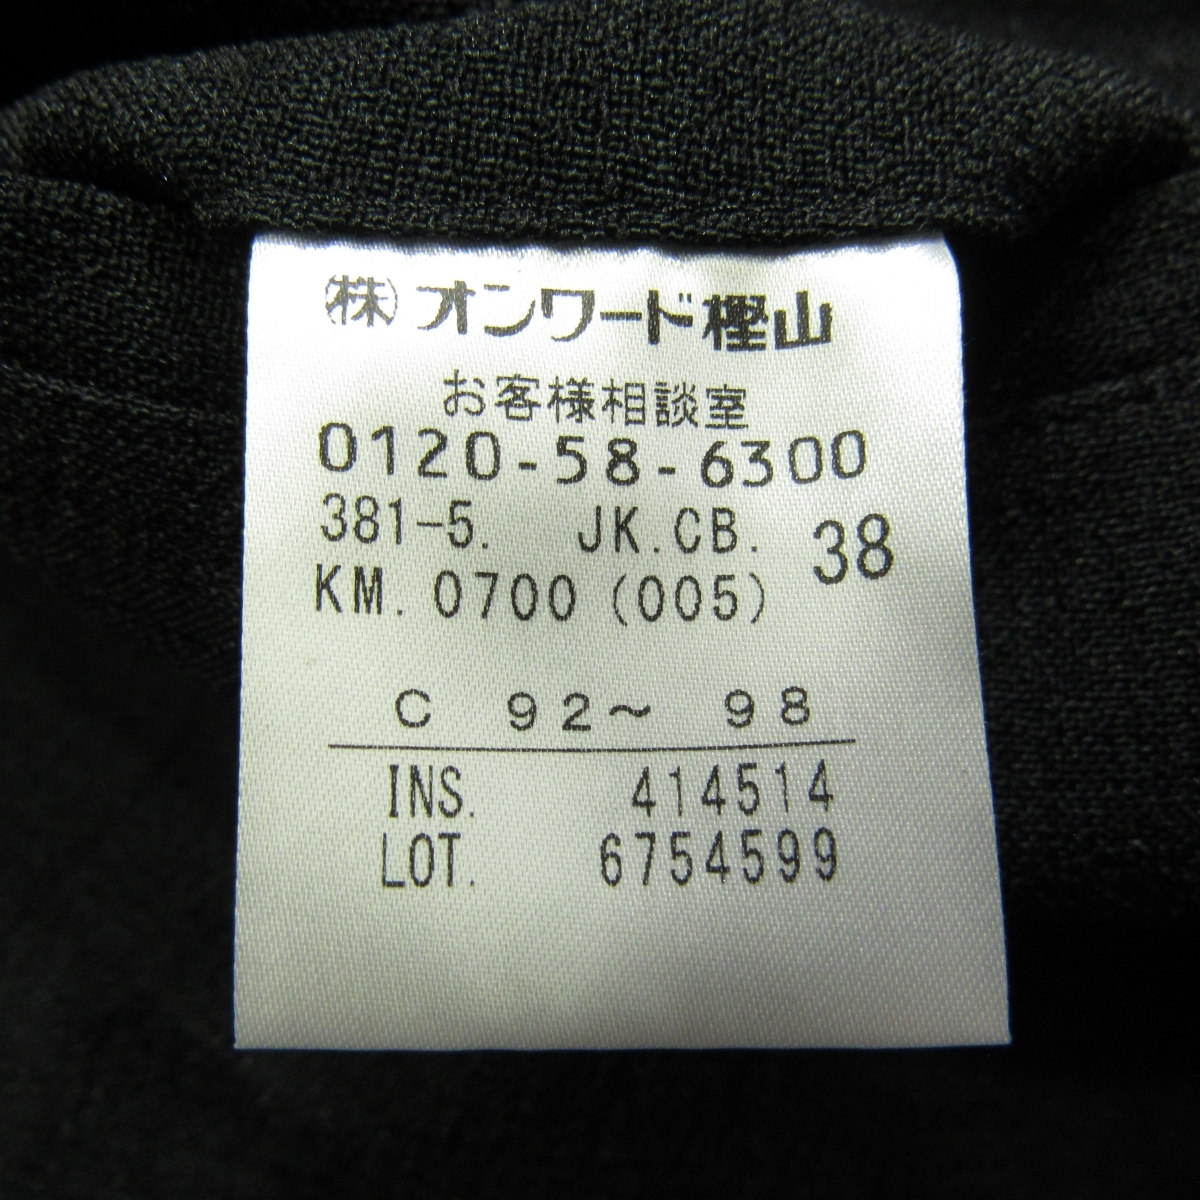 ㈱オンワード樫山
お客様相談室
0120-58-6300
381-5. JK.CB. 38
KM. 0700 (005)
C 92～ 98
INS. 414514
LOT. 6754599